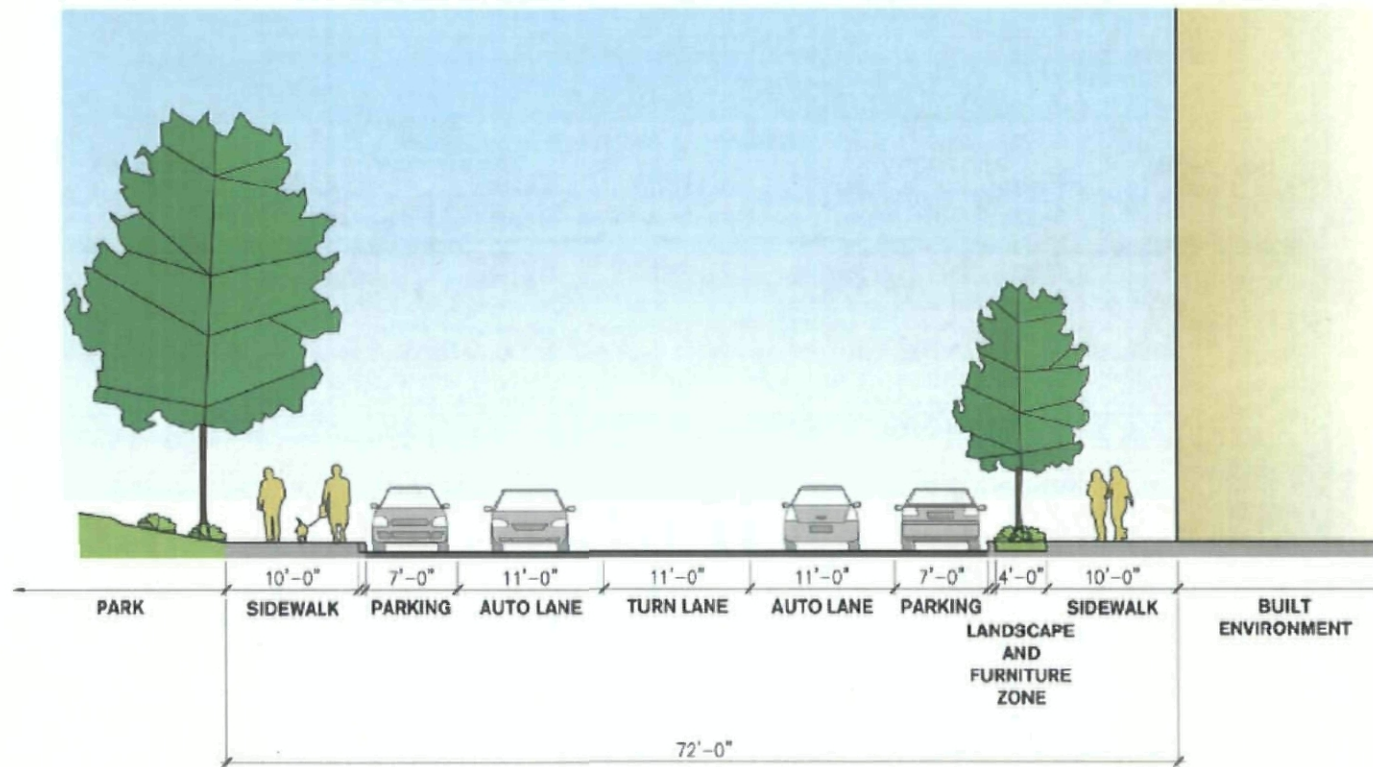 10'-0" 7'-0" 11'-0" 11'-0" 11'-0" 7'-0" 4'-0" 10'-0"
PARK SIDEWALK PARKING AUTO LANE TURN LANE AUTO LANE PARKING SIDEWALK BUILT
ENVIRONMENT
LANDSCAPE
AND
FURNITURE
ZONE
72'-0"